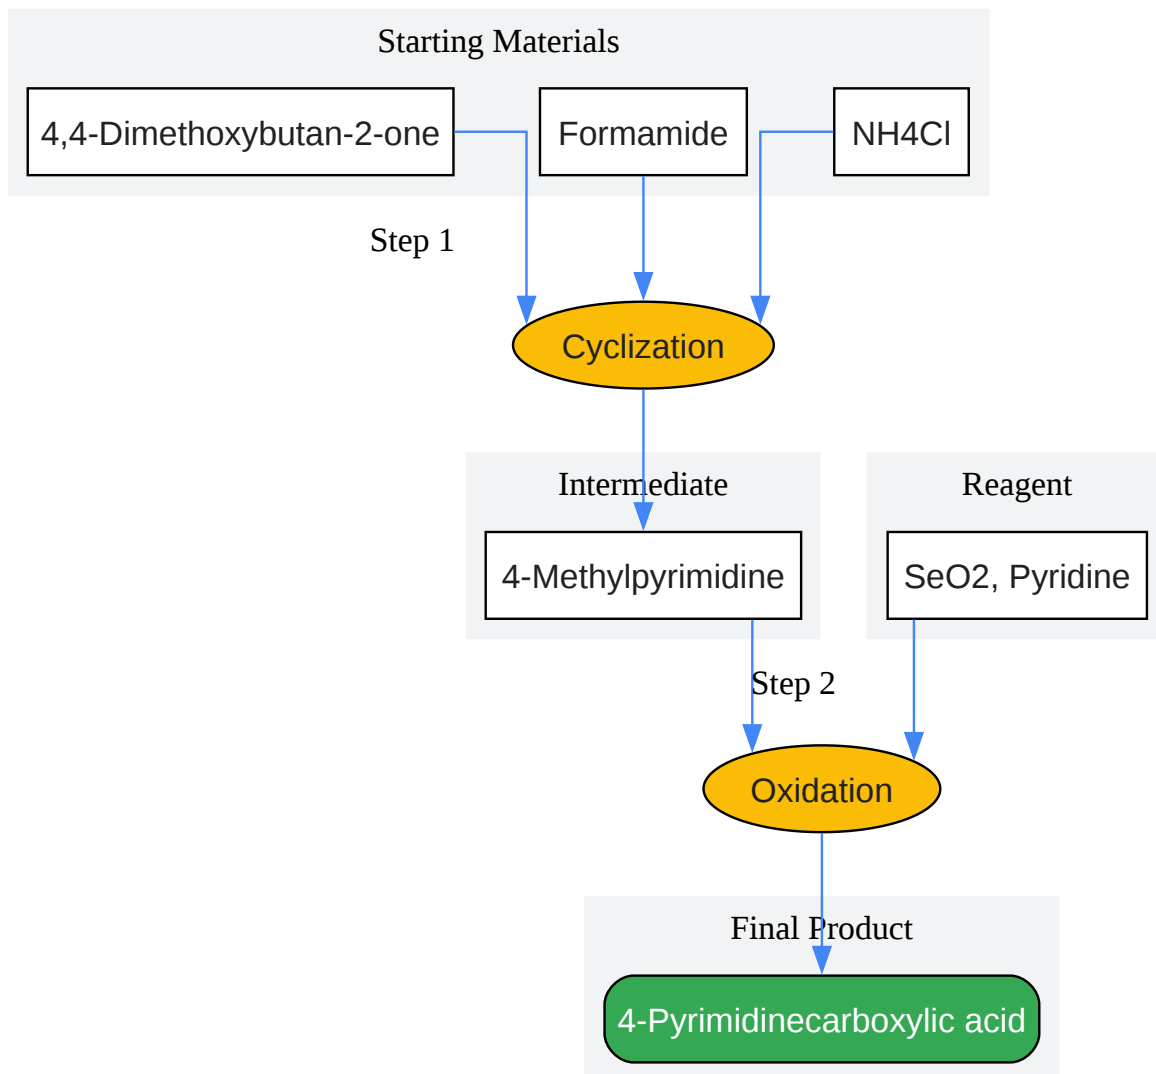 Starting Materials
4,4-Dimethoxybutan-2-one
Formamide
NH4Cl
Step 1
Cyclization
Intermediate
Reagent
4-Methylpyrimidine
SeO2, Pyridine
Step 2
Oxidation
Final Product
4-Pyrimidinecarboxylic acid